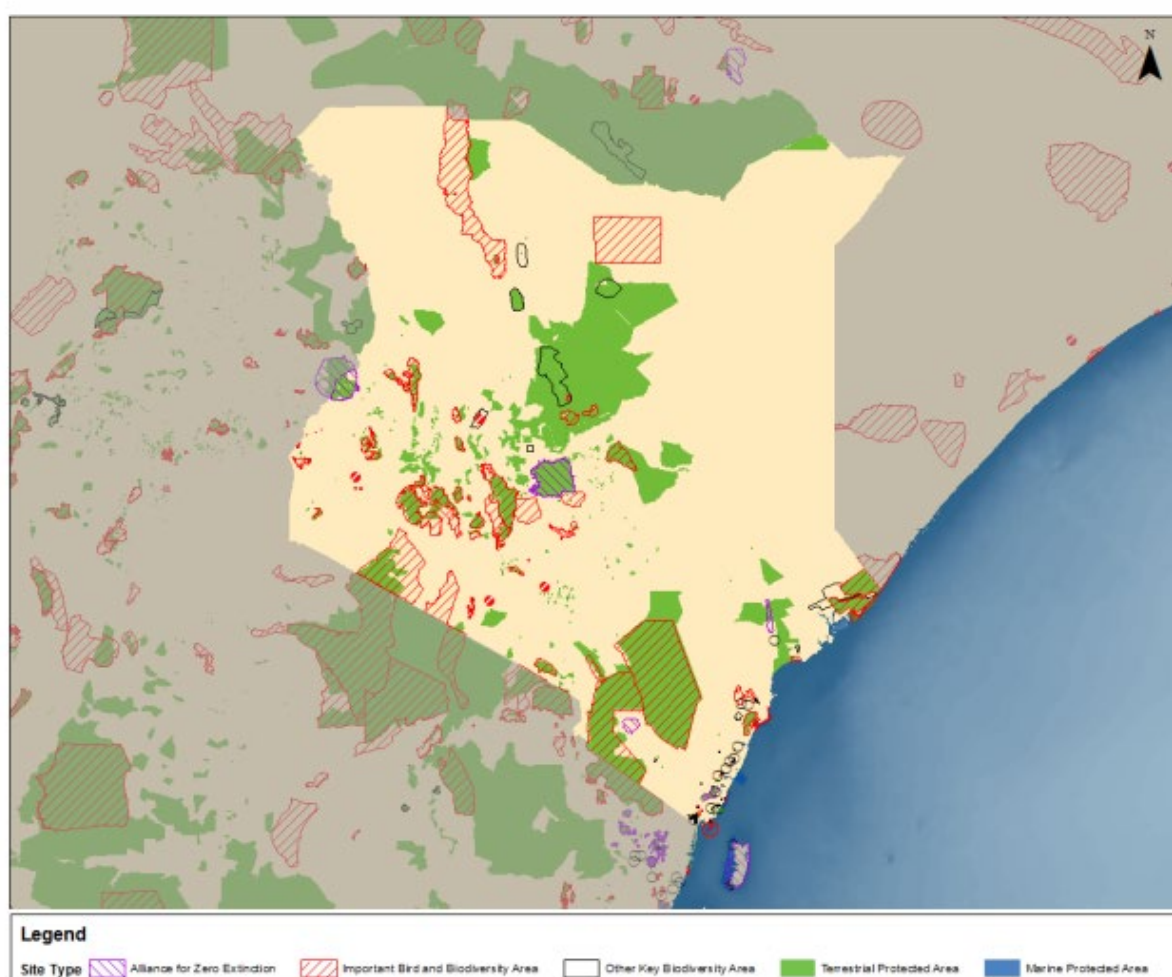 N
Legend
Site Type Alliance for Zero Extinction Important Bird and Biodiversity Area Other Key Biodiversity Area Terrestrial Protected Area Marine Protected Area